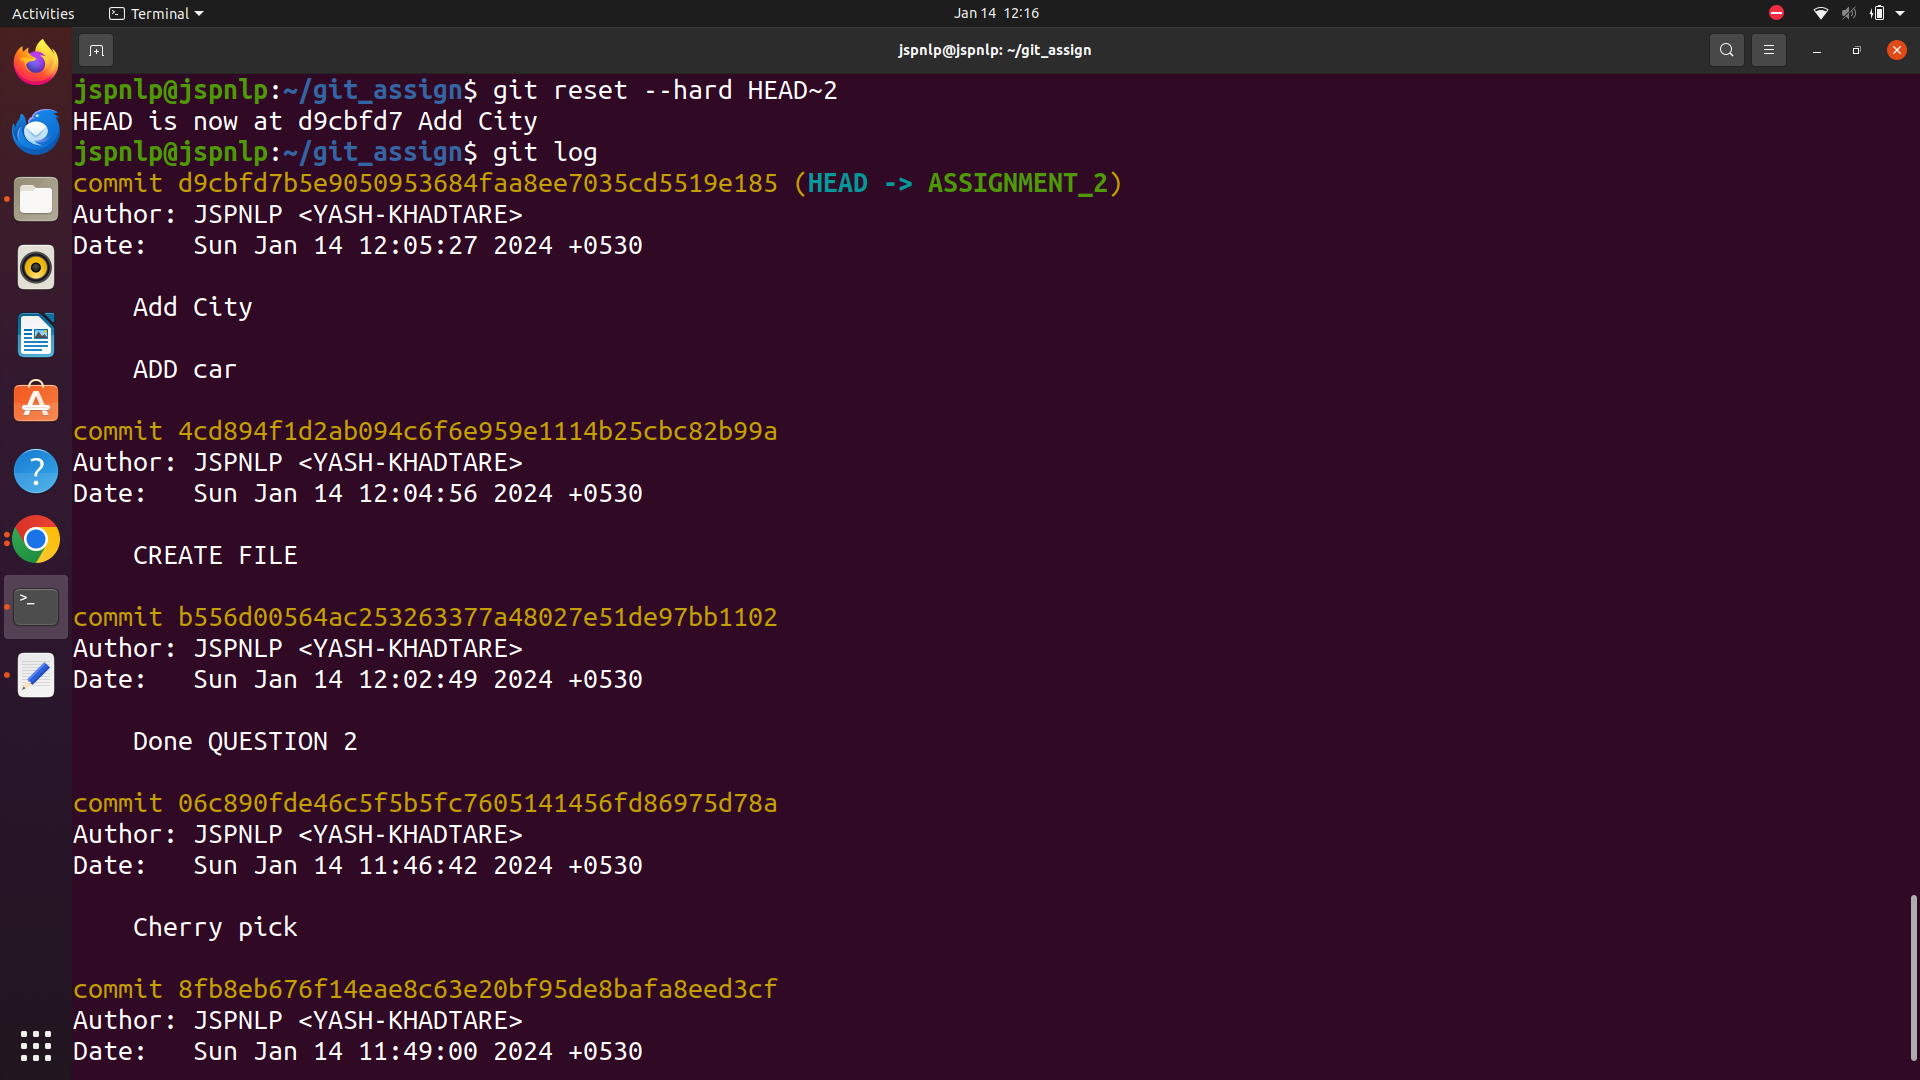 Activities
Terminal
Jan 14 12:16
jspnlp@jspnlp: ~/git_assign
jspnlp@jspnlp:~/git_assign$ git reset --hard HEAD~2
HEAD is now at d9cbfd7 Add City
jspnlp@jspnlp:~/git_assign$ git log
commit d9cbfd7b5e9050953684faa8ee7035cd5519e185 (HEAD -> ASSIGNMENT_2)
Author: JSPNLP <YASH-KHADTARE>
Date:   Sun Jan 14 12:05:27 2024 +0530
Add City
ADD car
commit 4cd894f1d2ab094c6f6e959e1114b25cbc82b99a
Author: JSPNLP <YASH-KHADTARE>
Date:   Sun Jan 14 12:04:56 2024 +0530
CREATE FILE
commit b556d00564ac253263377a48027e51de97bb1102
Author: JSPNLP <YASH-KHADTARE>
Date:   Sun Jan 14 12:02:49 2024 +0530
Done QUESTION 2
commit 06c890fde46c5f5b5fc7605141456fd86975d78a
Author: JSPNLP <YASH-KHADTARE>
Date:   Sun Jan 14 11:46:42 2024 +0530
Cherry pick
commit 8fb8eb676f14eae8c63e20bf95de8bafa8eed3cf
Author: JSPNLP <YASH-KHADTARE>
Date:   Sun Jan 14 11:49:00 2024 +0530